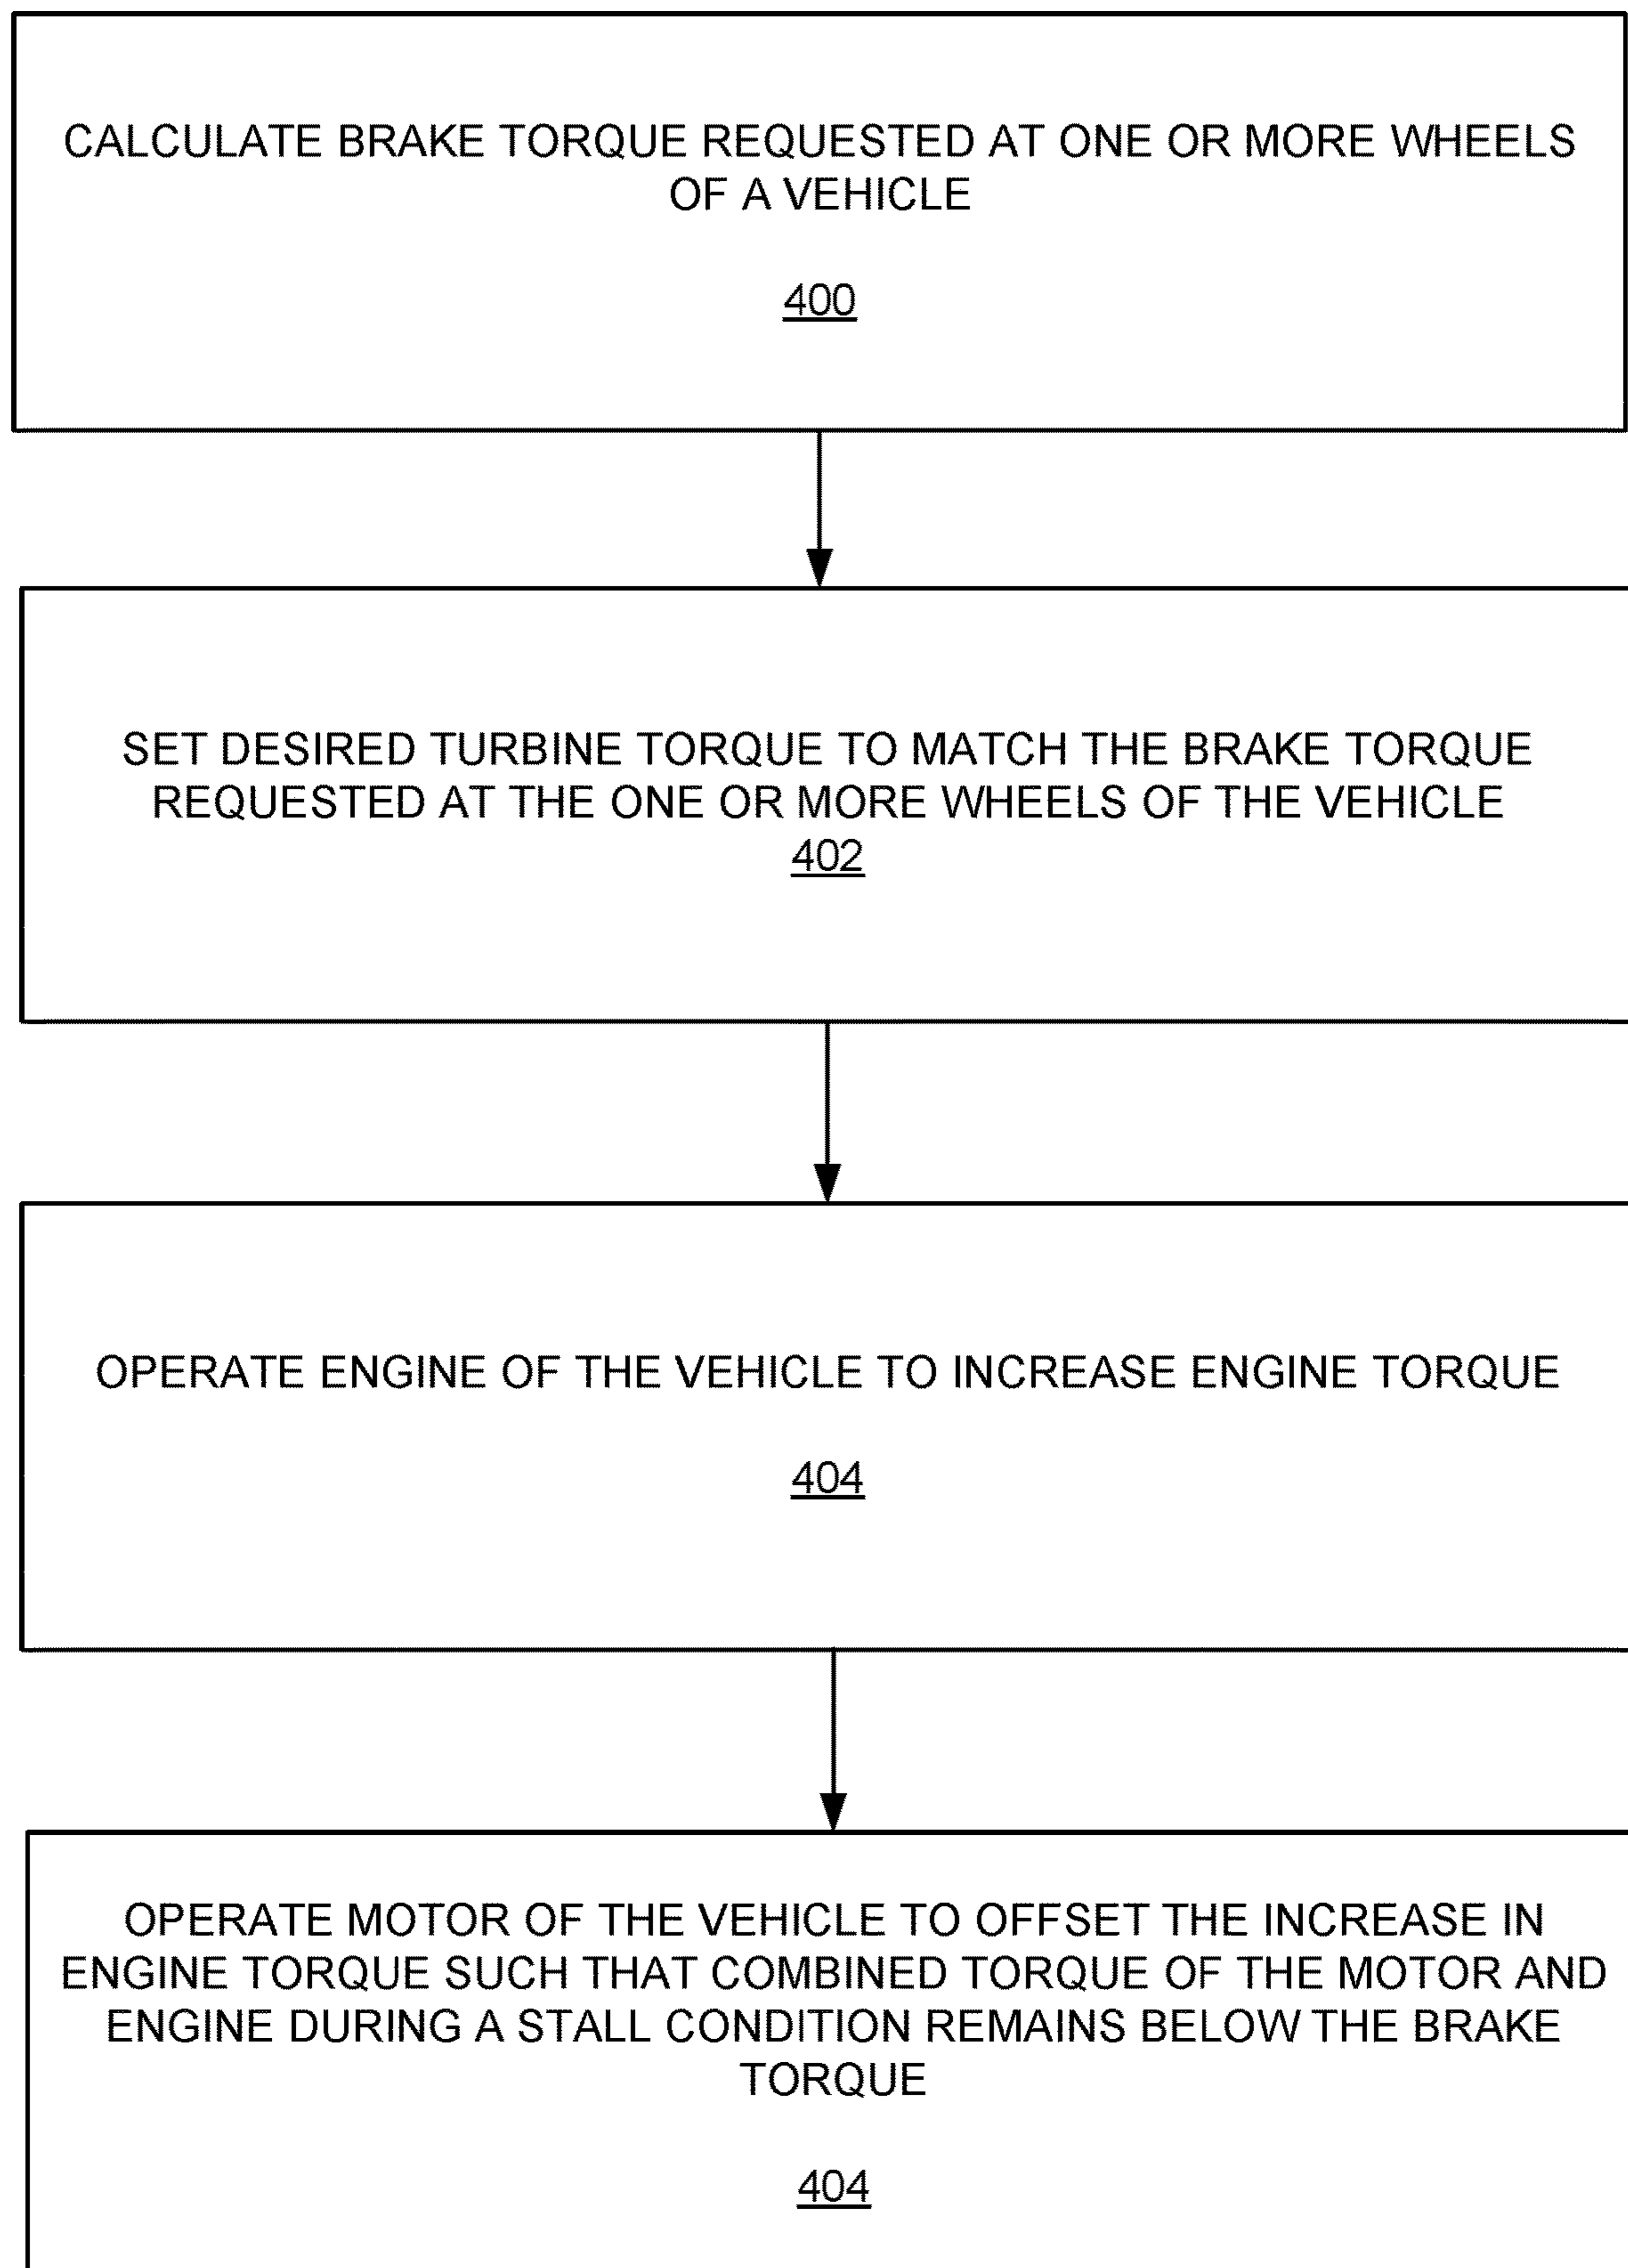 CALCULATE BRAKE TORQUE REQUESTED AT ONE OR MORE WHEELS
OF A VEHICLE
400
SET DESIRED TURBINE TORQUE TO MATCH THE BRAKE TORQUE
REQUESTED AT THE ONE OR MORE WHEELS OF THE VEHICLE
402
OPERATE ENGINE OF THE VEHICLE TO INCREASE ENGINE TORQUE
404
OPERATE MOTOR OF THE VEHICLE TO OFFSET THE INCREASE IN
ENGINE TORQUE SUCH THAT COMBINED TORQUE OF THE MOTOR AND
ENGINE DURING A STALL CONDITION REMAINS BELOW THE BRAKE
TORQUE
404